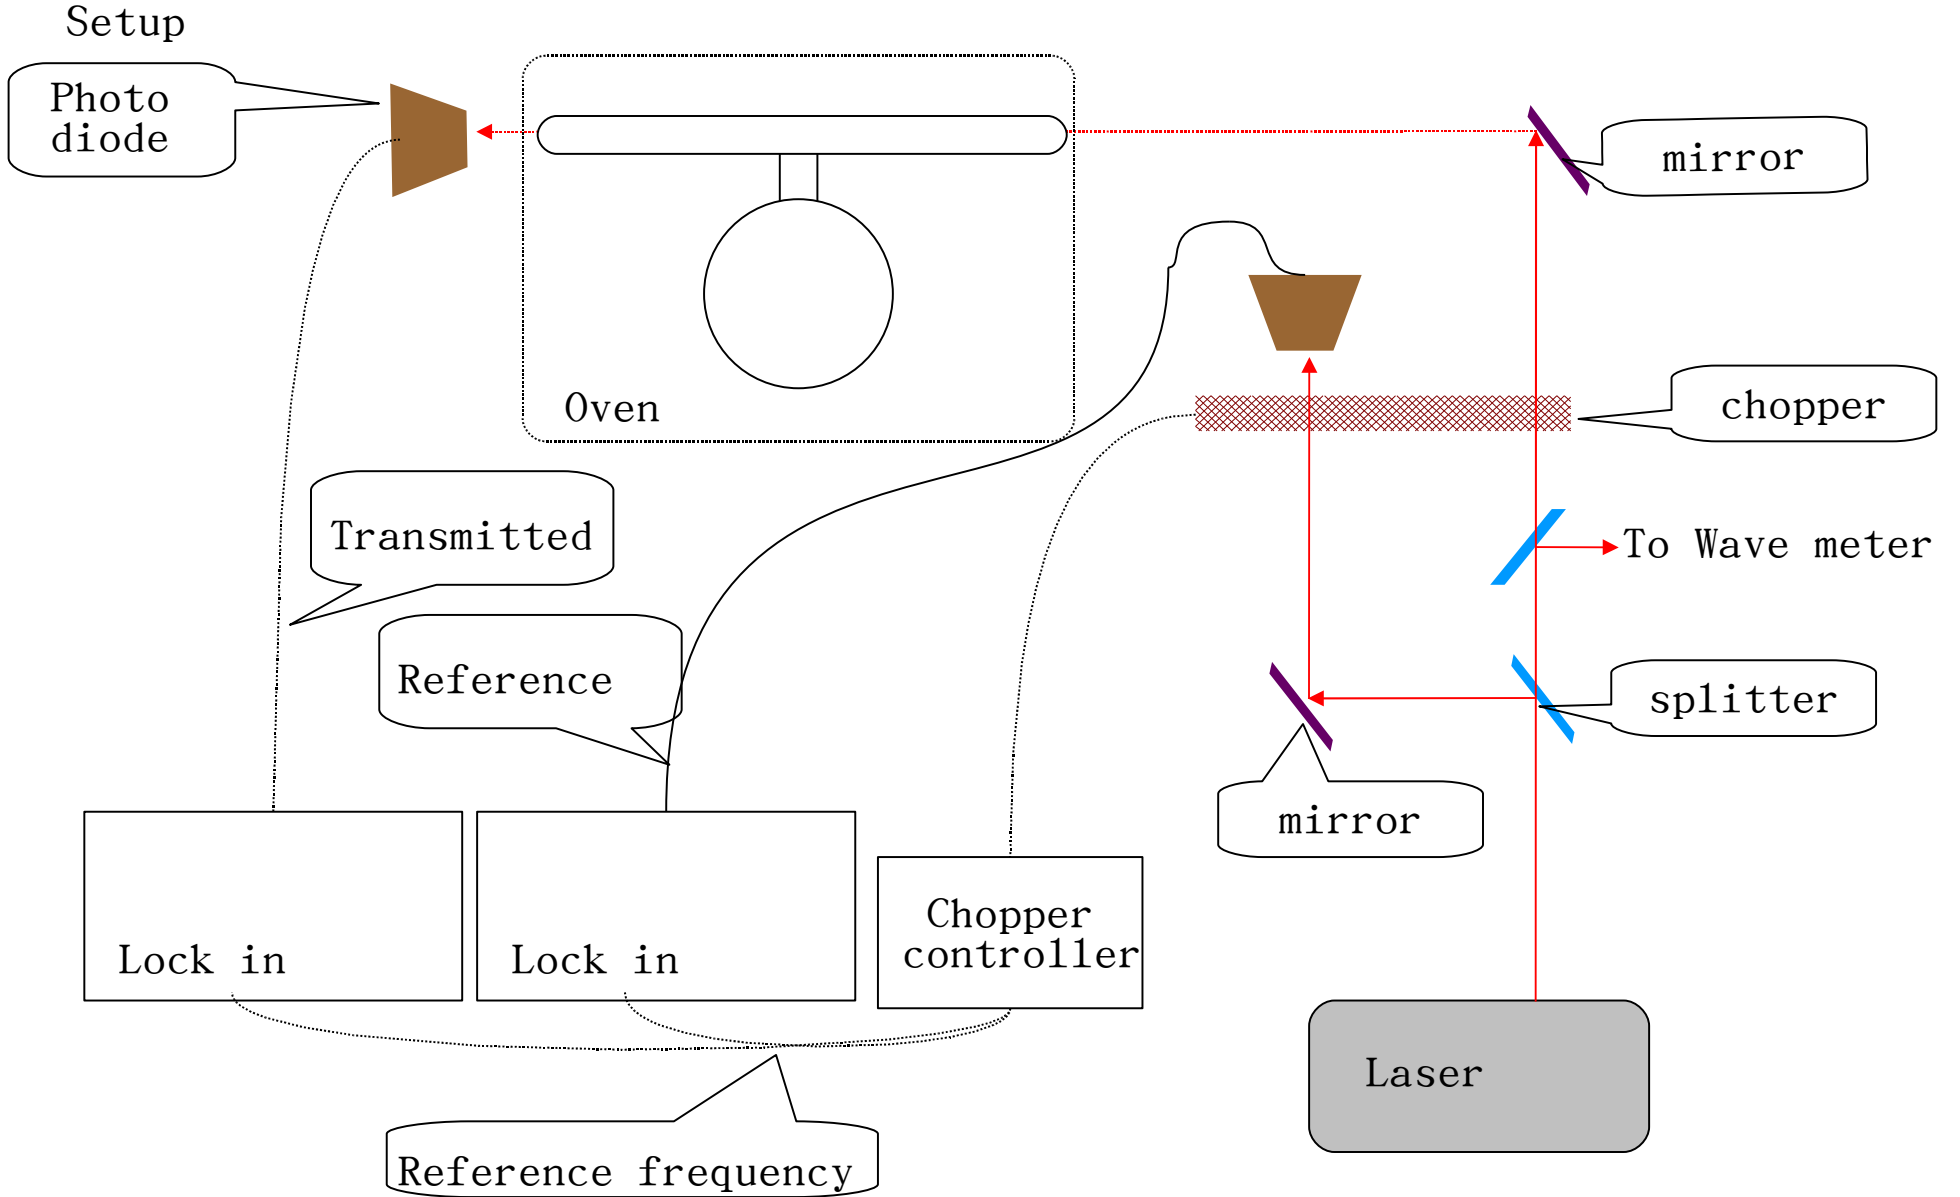 Setup
Photo
diode
mirror
Oven
chopper
Transmitted
To Wave meter
Reference
splitter
mirror
Lock in
Lock in
Chopper
controller
Laser
Reference frequency